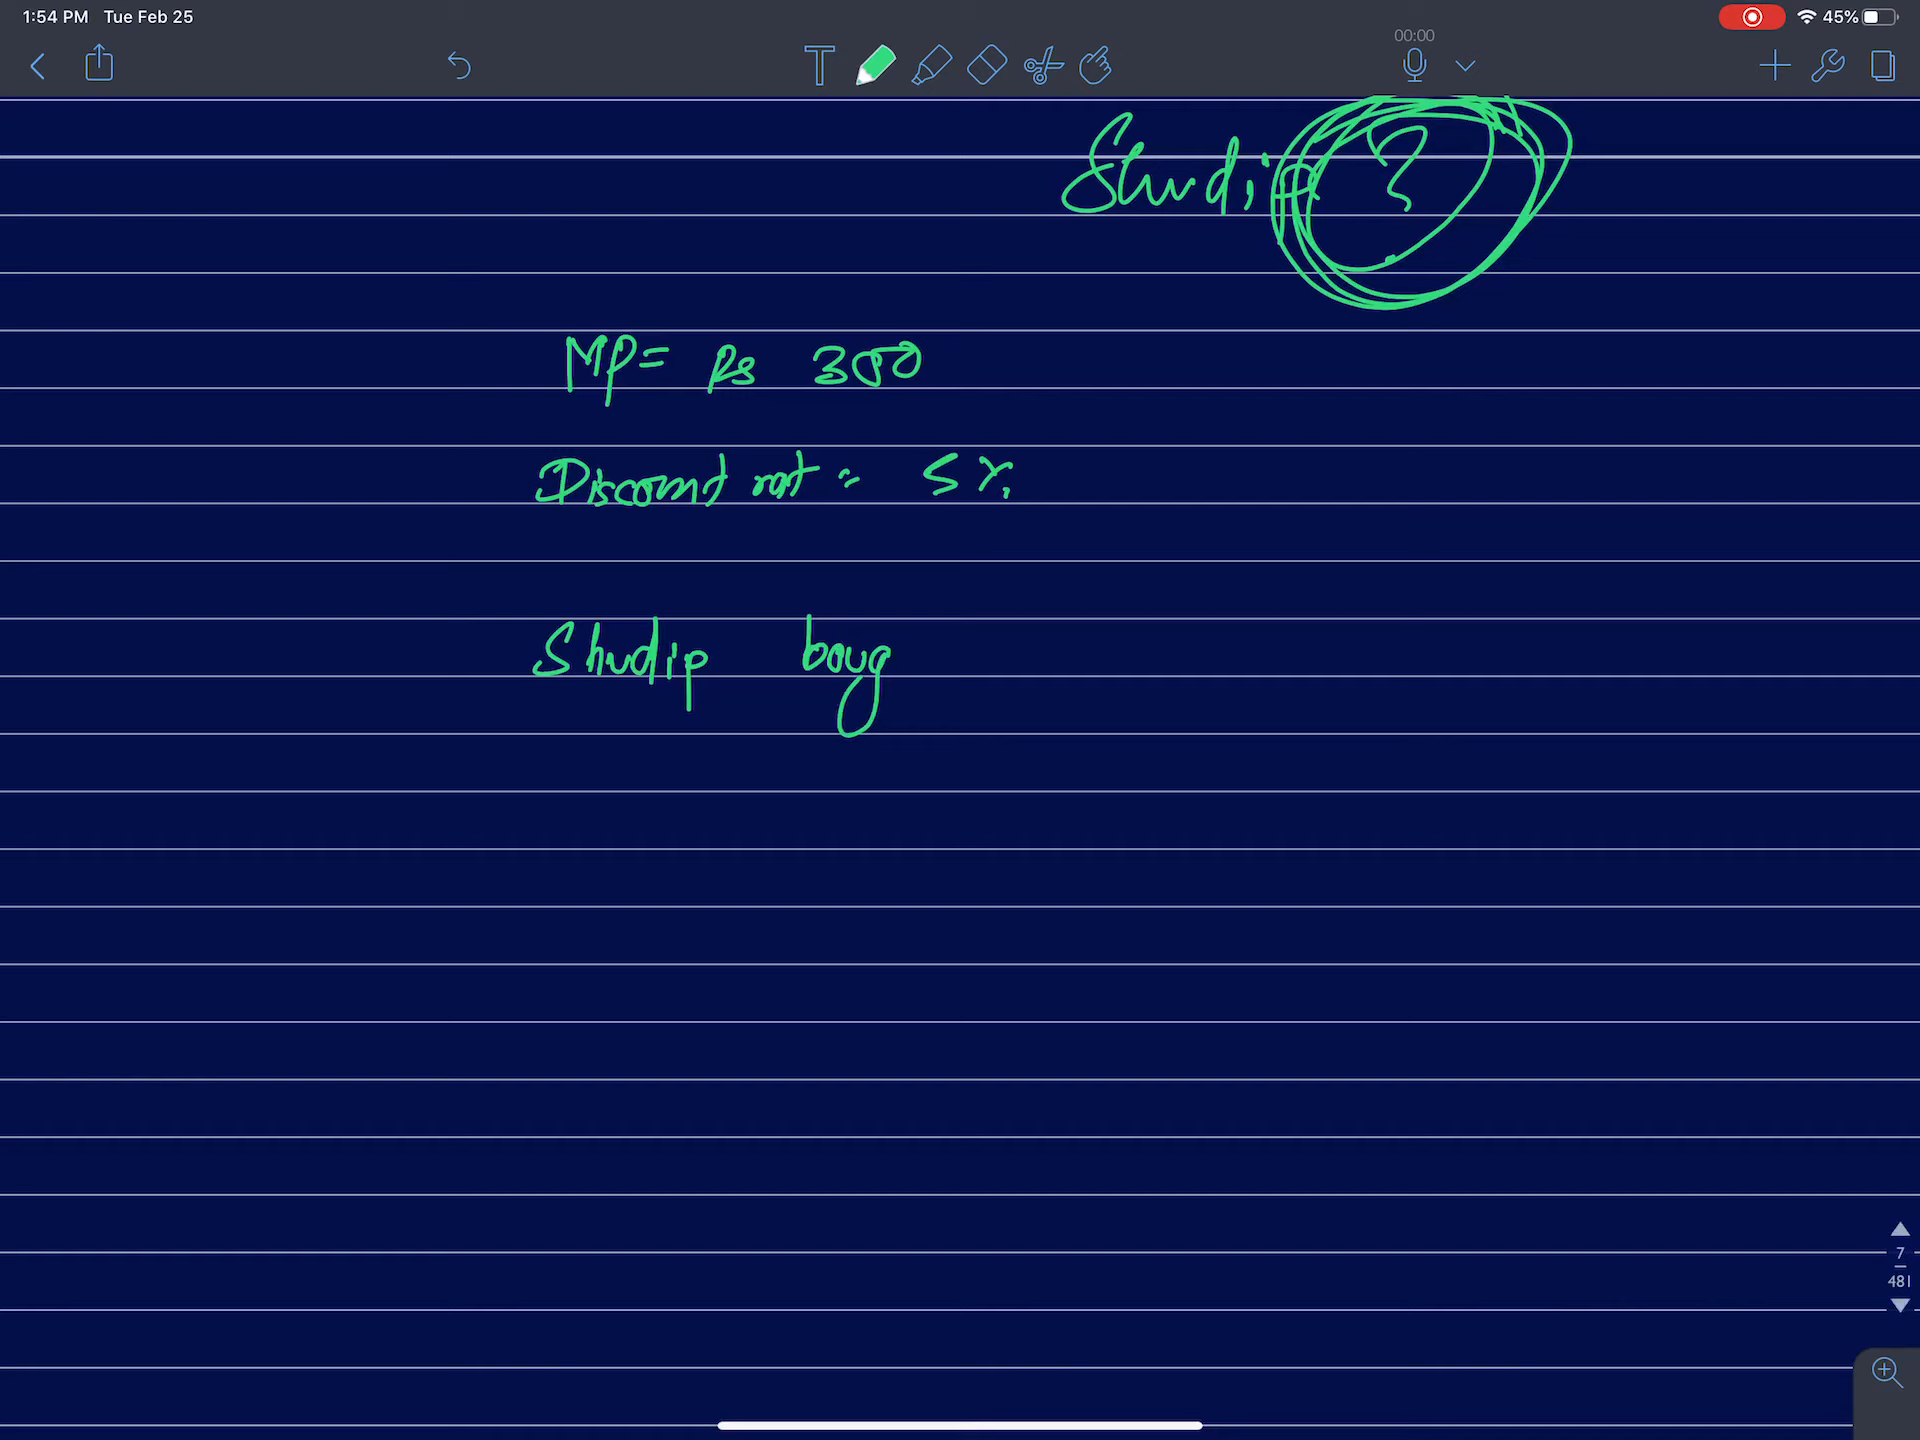 1:54 PM Tue Feb 25
45%
00:00
Shudip ?
MP= Rs 300
Discount rat = 5%
Shudip boug
7
481